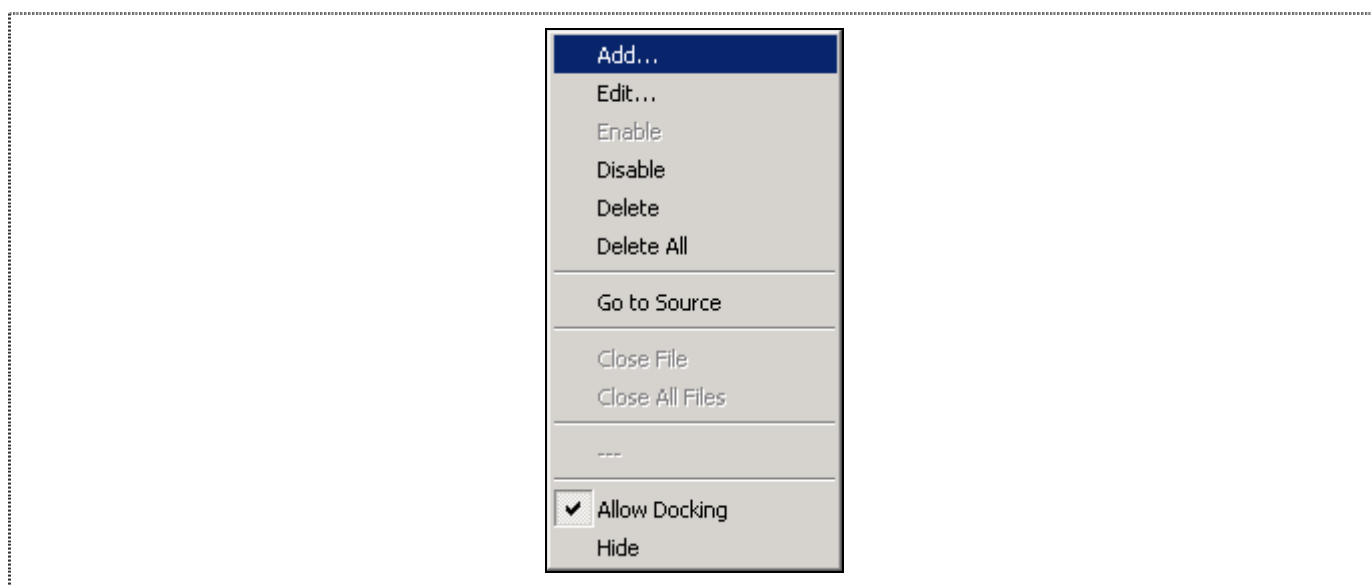 Add...
Edit...
Enable
Disable
Delete
Delete All
Go to Source
Close File
Close All Files
---
Allow Docking
Hide